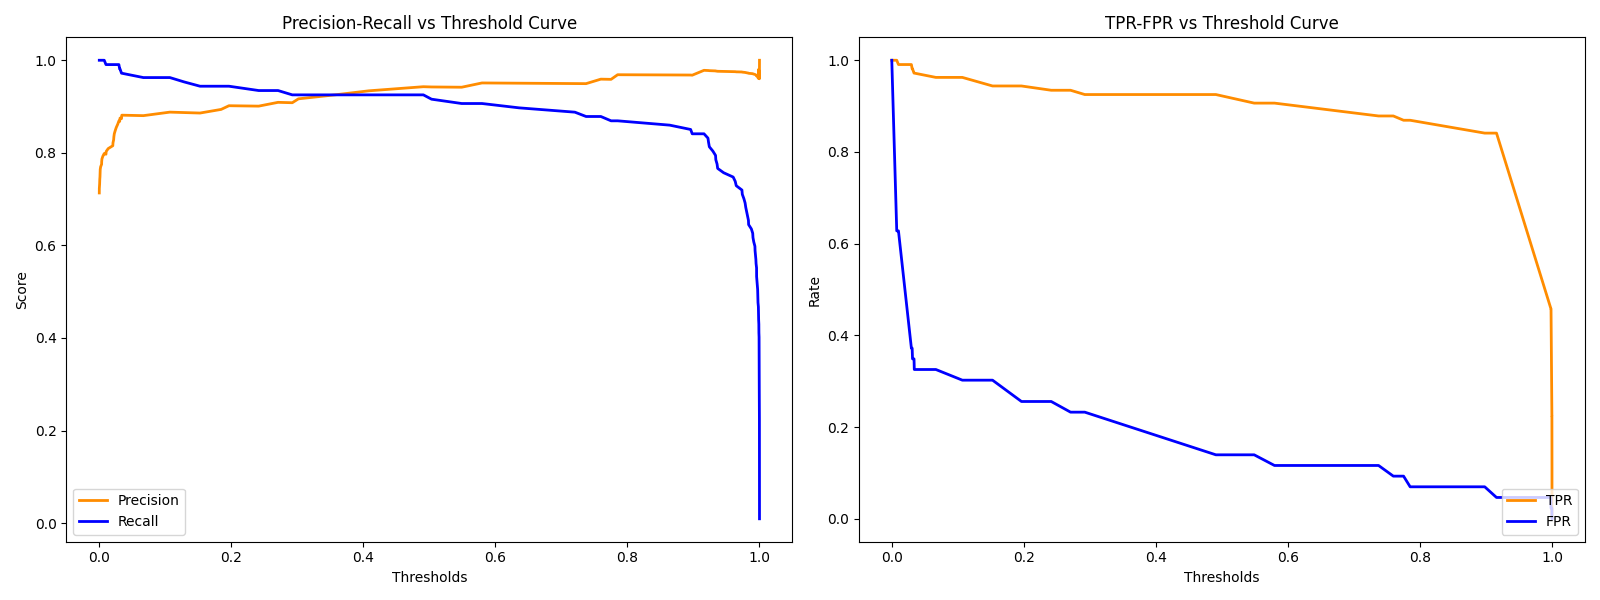 Precision-Recall vs Threshold Curve
1.0
0.8
0.6
0.4
0.2
0.0
Score
Precision
Recall
0.0 0.2 0.4 0.6 0.8 1.0
Thresholds
TPR-FPR vs Threshold Curve
1.0
0.8
0.6
0.4
0.2
0.0
Rate
TPR
FPR
0.0 0.2 0.4 0.6 0.8 1.0
Thresholds